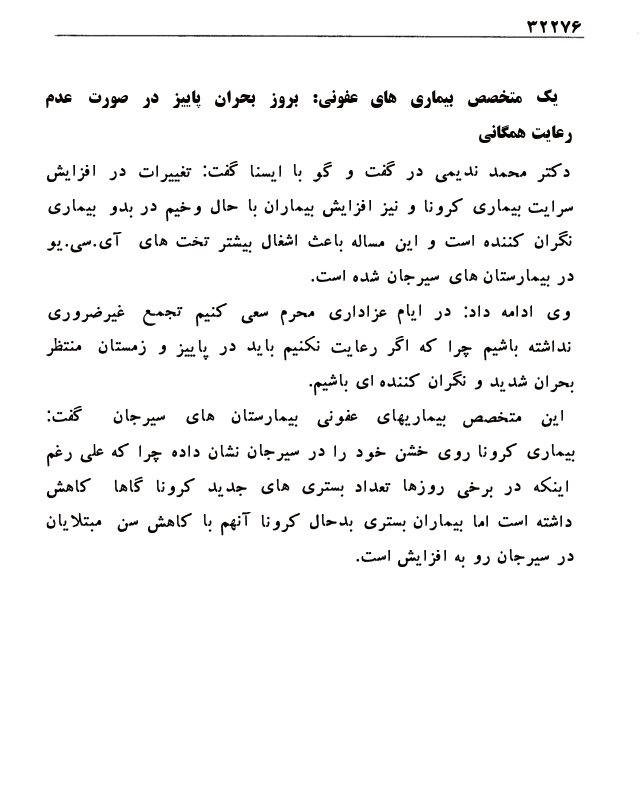 ۳۲۲۷۶
یک متخصص بیماری های عفونی: بروز بحران پاییز در صورت عدم
رعایت همگانی
دکتر محمد ندیمی در گفت و گو با ایسنا گفت: تغییرات در افزایش
سرایت بیماری کرونا و نیز افزایش بیماران با حال وخیم در بدو بیماری
نگران کننده است و این مساله باعث اشغال بیشتر تخت های آی.سی.یو
در بیمارستان های سیرجان شده است.
وی ادامه داد: در ایام عزاداری محرم سعی کنیم تجمع غیرضروری
نداشته باشیم چرا که اگر رعایت نکنیم باید در پاییز و زمستان منتظر
بحران شدید و نگران کننده ای باشیم.
این متخصص بیماریهای عفونی بیمارستان های سیرجان گفت:
بیماری کرونا روی خشن خود را در سیرجان نشان داده چرا که علی رغم
اینکه در برخی روزها تعداد بستری های جدید کرونا گاها کاهش
داشته است اما بیماران بستری بدحال کرونا آنهم با کاهش سن مبتلایان
در سیرجان رو به افزایش است.